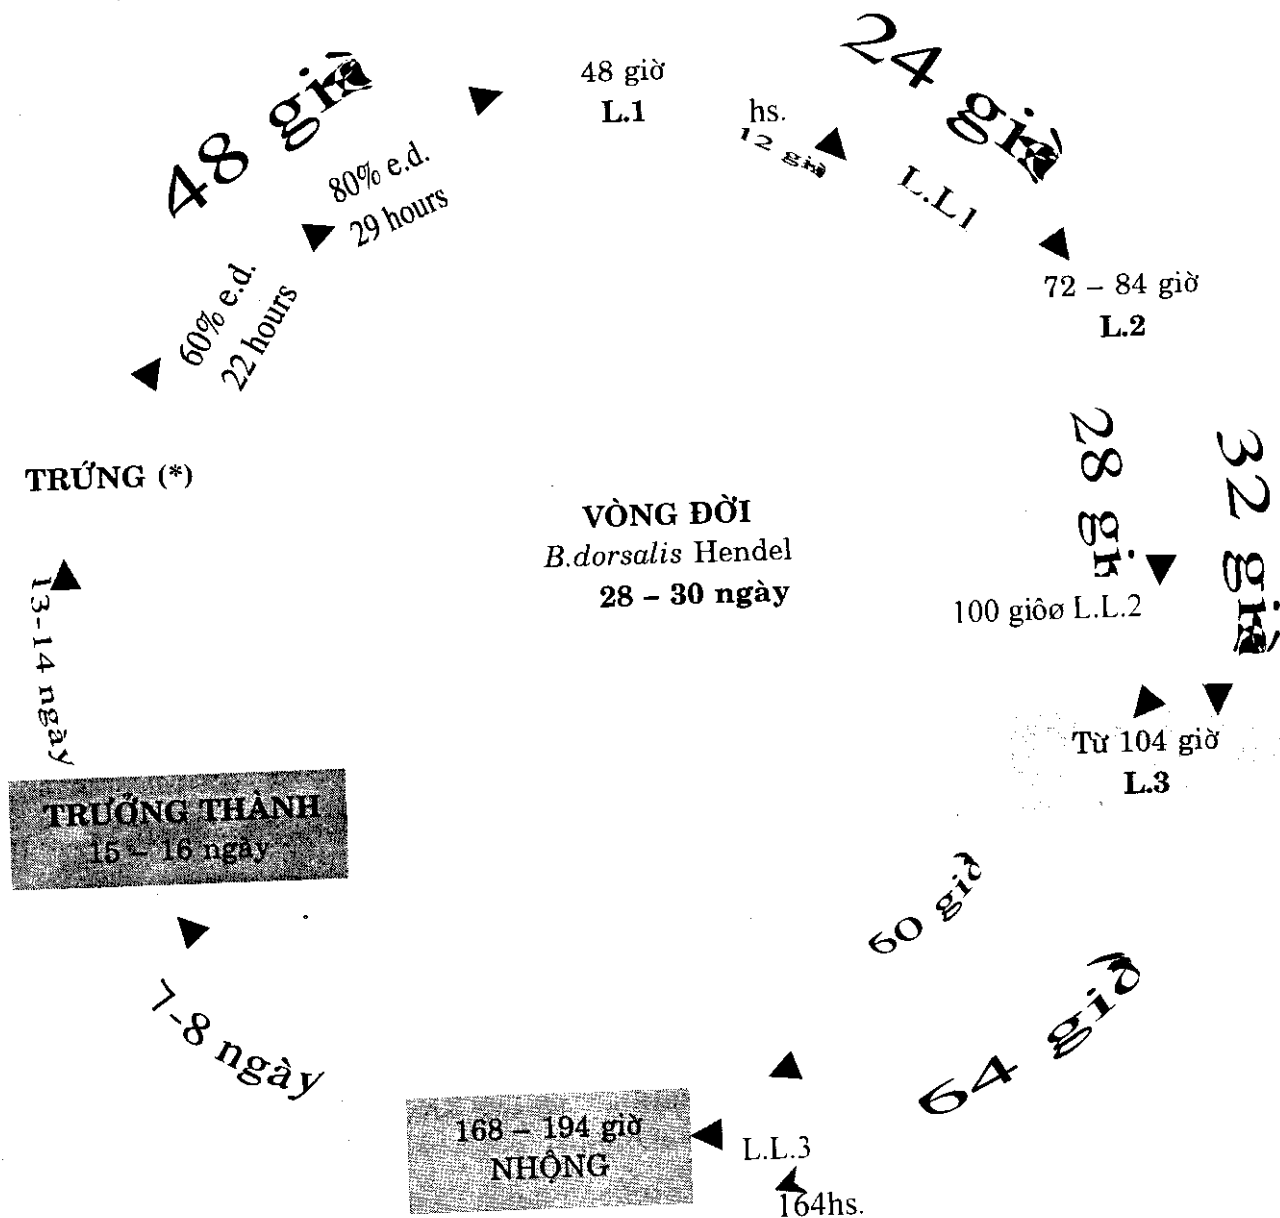 48 giờ
80% e.d.
29 hours
60% e.d.
22 hours
48 giờ
L.1
hs.
12 giờ
24 giờ
L.L1
72 – 84 giờ
L.2
28 giờ
32 giờ
100 giôø L.L.2
Từ 104 giờ
L.3
60 giờ
64 giờ
L.L.3
164hs.
168 – 194 giờ
NHỘNG
7-8 ngày
TRƯỞNG THÀNH
15 – 16 ngày
13-14 ngày
TRỨNG (*)
VÒNG ĐỜI
B.dorsalis Hendel
28 – 30 ngày